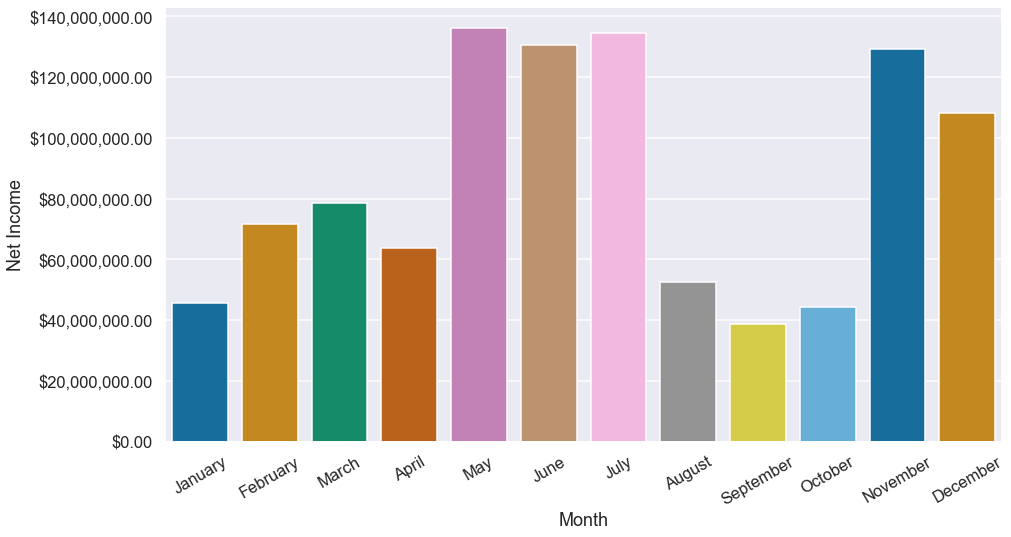 $140,000,000.00
$120,000,000.00
$100,000,000.00
$80,000,000.00
$60,000,000.00
$40,000,000.00
$20,000,000.00
$0.00
Net Income
January
February
March
April
May
June
July
August
September
October
November
December
Month